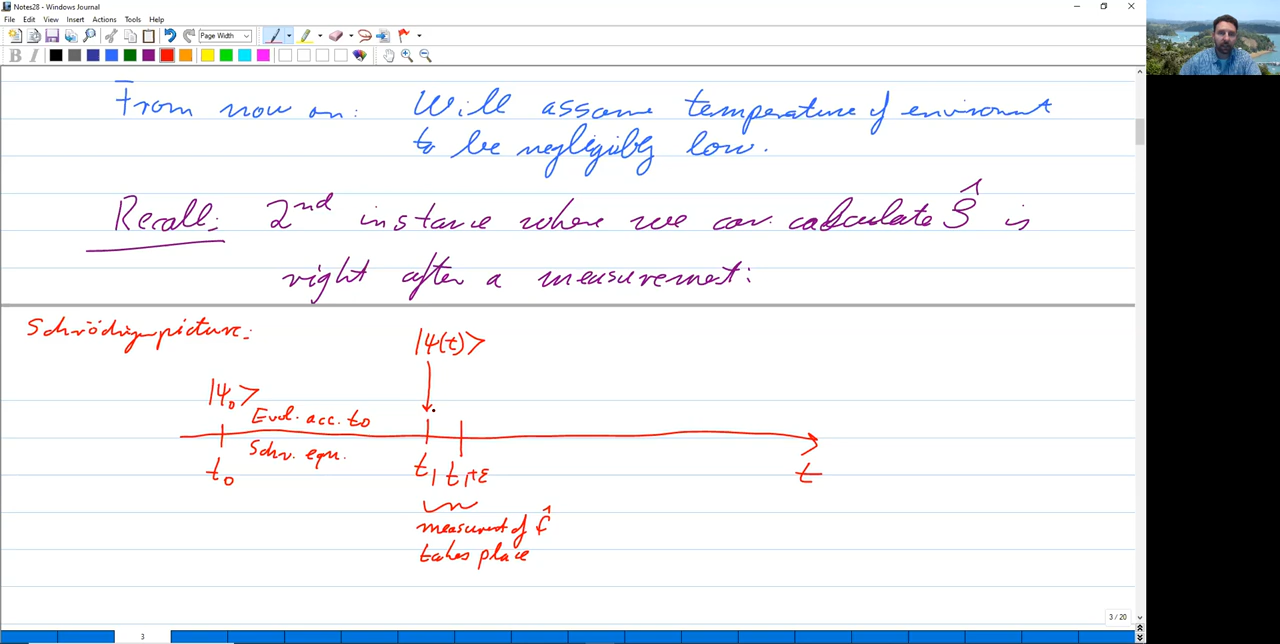 Notes28 - Windows Journal
File Edit View Insert Actions Tools Help
Page Width
B I
From now on: Will assume temperature of enviromt
to be negligibly low.
Recall: 2nd instance where we can calculate ρ̂ is
right after a measurement:
Schrödinger picture:
|ψ(t)>
|ψ₀>
Evol. acc. to
Schr. eqn.
t₀ t₁ t₁+ε t
measuremt of f̂
takes place
3 / 20
3